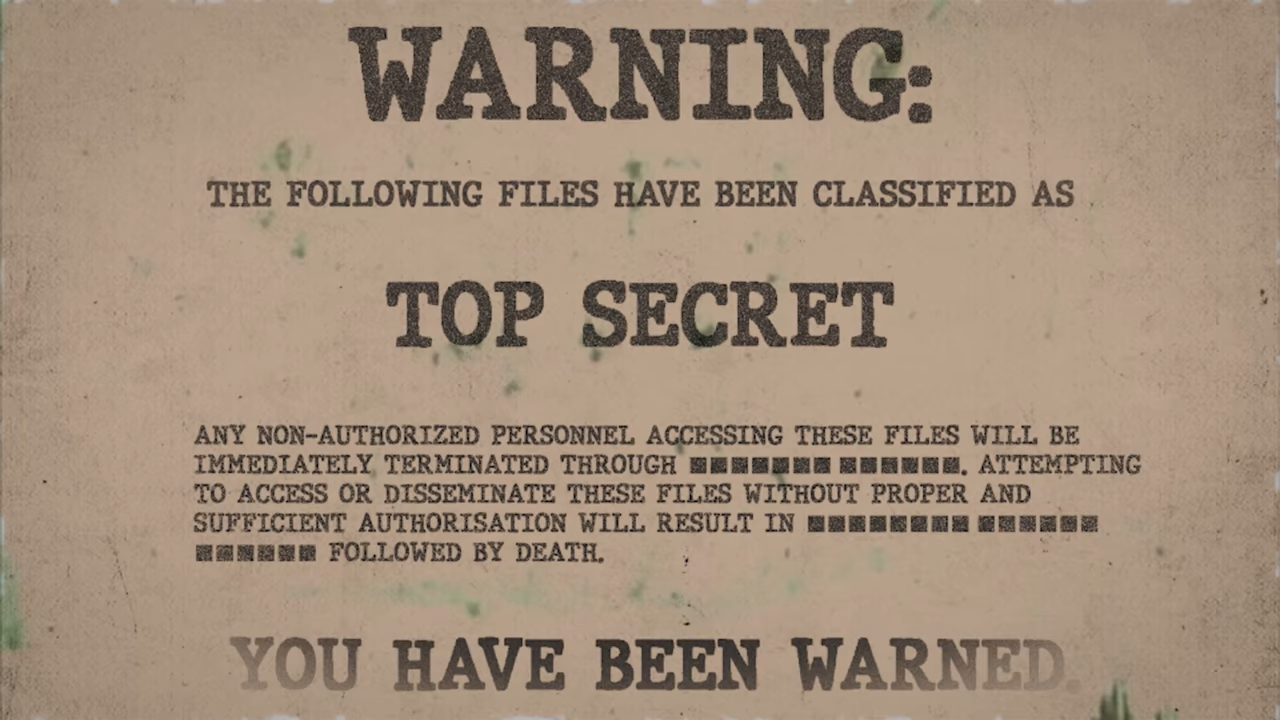 WARNING:
THE FOLLOWING FILES HAVE BEEN CLASSIFIED AS
TOP SECRET
ANY NON-AUTHORIZED PERSONNEL ACCESSING THESE FILES WILL BE
IMMEDIATELY TERMINATED THROUGH ■■■■■■■ ■■■■■■. ATTEMPTING
TO ACCESS OR DISSEMINATE THESE FILES WITHOUT PROPER AND
SUFFICIENT AUTHORISATION WILL RESULT IN ■■■■■■■■ ■■■■■■
■■■■■■ FOLLOWED BY DEATH.
YOU HAVE BEEN WARNED.